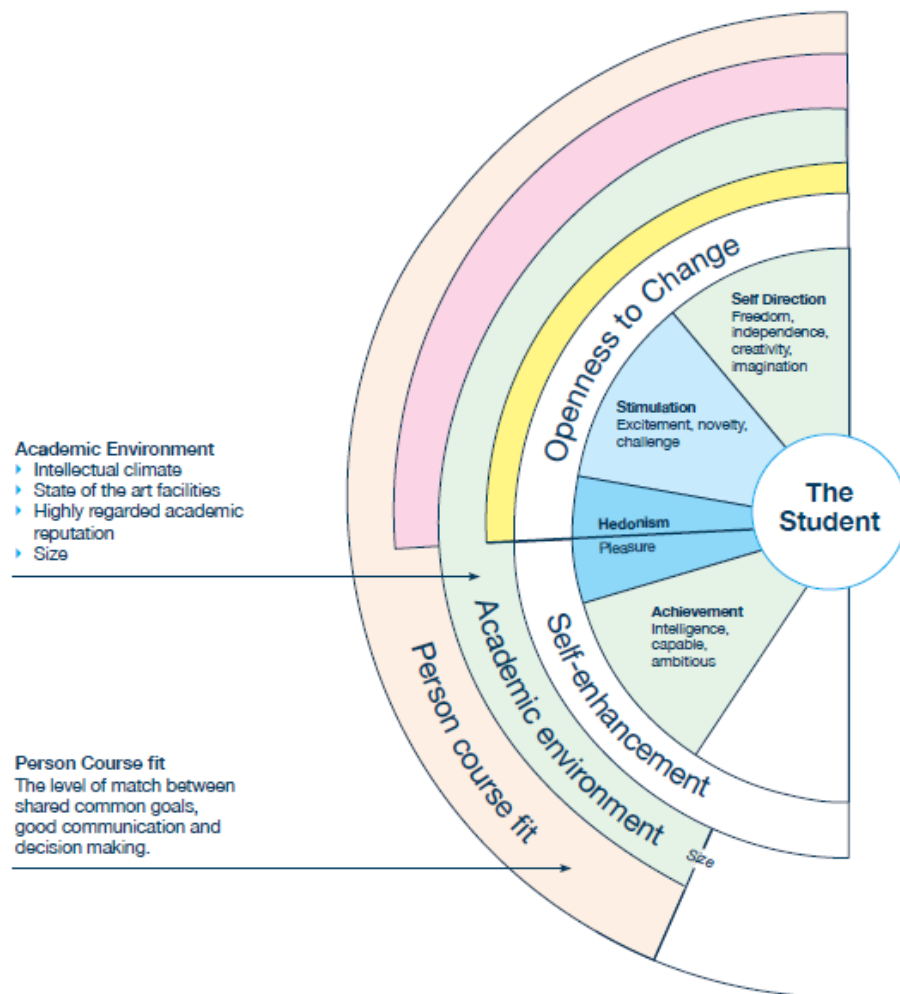 Openness to Change
Self Direction
Freedom,
independence,
creativity,
imagination
Stimulation
Excitement, novelty,
challenge
The
Student
Hedonism
Pleasure
Achievement
Intelligence,
capable,
ambitious
Self-enhancement
Academic environment
Size
Person course fit
Academic Environment
Intellectual climate
State of the art facilities
Highly regarded academic
reputation
Size
Person Course fit
The level of match between
shared common goals,
good communication and
decision making.